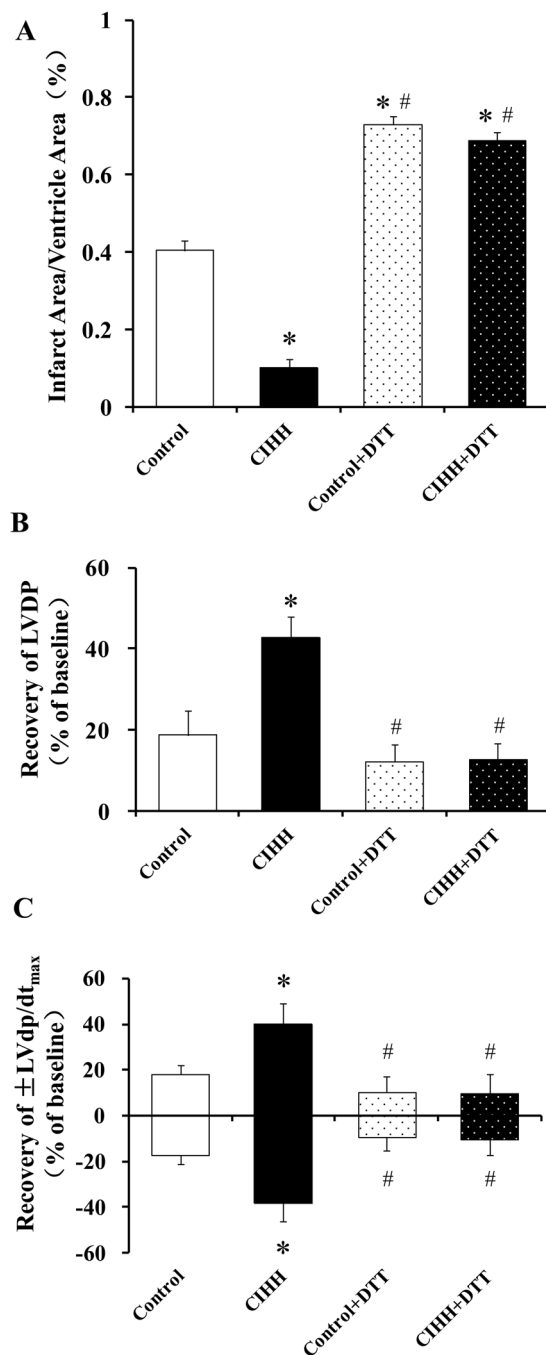 A
Infarct Area/Ventricle Area（%）
1
0.8
0.6
0.4
0.2
0
*
* #
* #
Control
CIHH
Control+DTT
CIHH+DTT
B
Recovery of LVDP
（% of baseline）
60
40
20
0
*
#
#
Control
CIHH
Control+DTT
CIHH+DTT
C
Recovery of ±LVdp/dtmax
（% of baseline）
60
40
20
0
-20
-40
-60
*
#
#
*
#
#
Control
CIHH
Control+DTT
CIHH+DTT